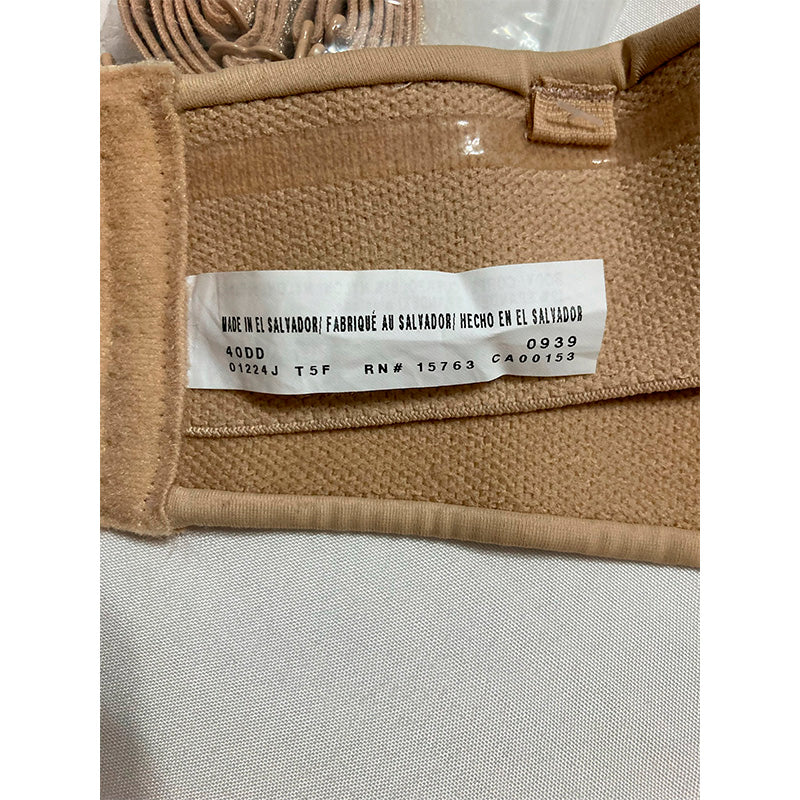 MADE IN EL SALVADOR/ FABRIQUÉ AU SALVADOR/ HECHO EN EL SALVADOR
40DD 0939
01224J T5F RN# 15763 CA00153